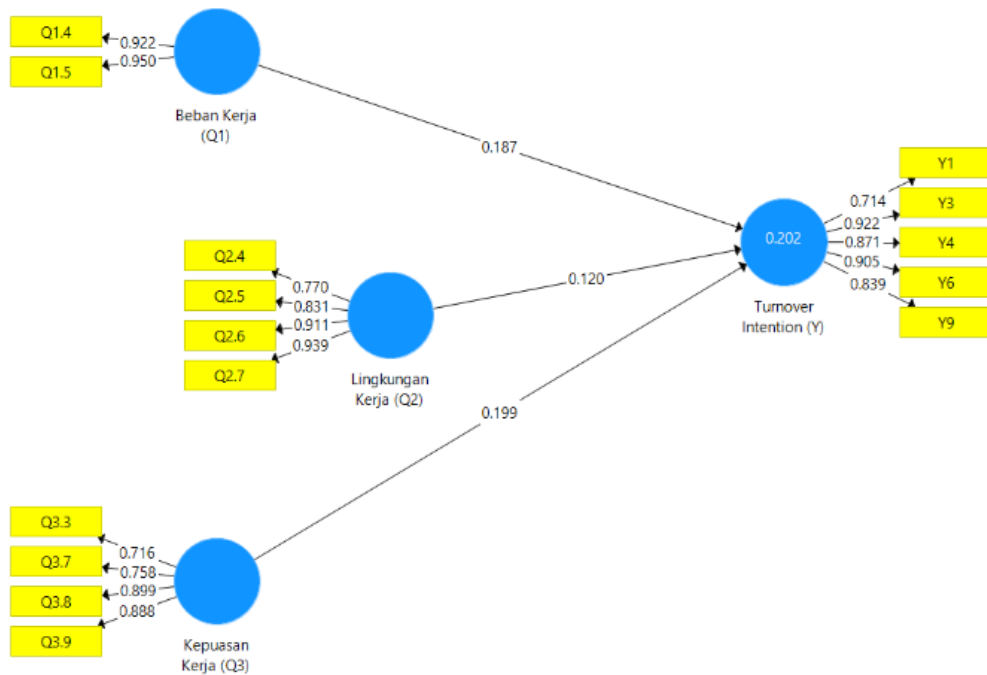 Q1.4
0.922
Q1.5
0.950
Beban Kerja
(Q1)
0.187
Q2.4
0.770
Q2.5
0.831
Q2.6
0.911
Q2.7
0.939
Lingkungan
Kerja (Q2)
0.120
Q3.3
0.716
Q3.7
0.758
Q3.8
0.899
Q3.9
0.888
Kepuasan
Kerja (Q3)
0.199
0.202
Turnover
Intention (Y)
Y1
0.714
Y3
0.922
Y4
0.871
Y6
0.905
Y9
0.839